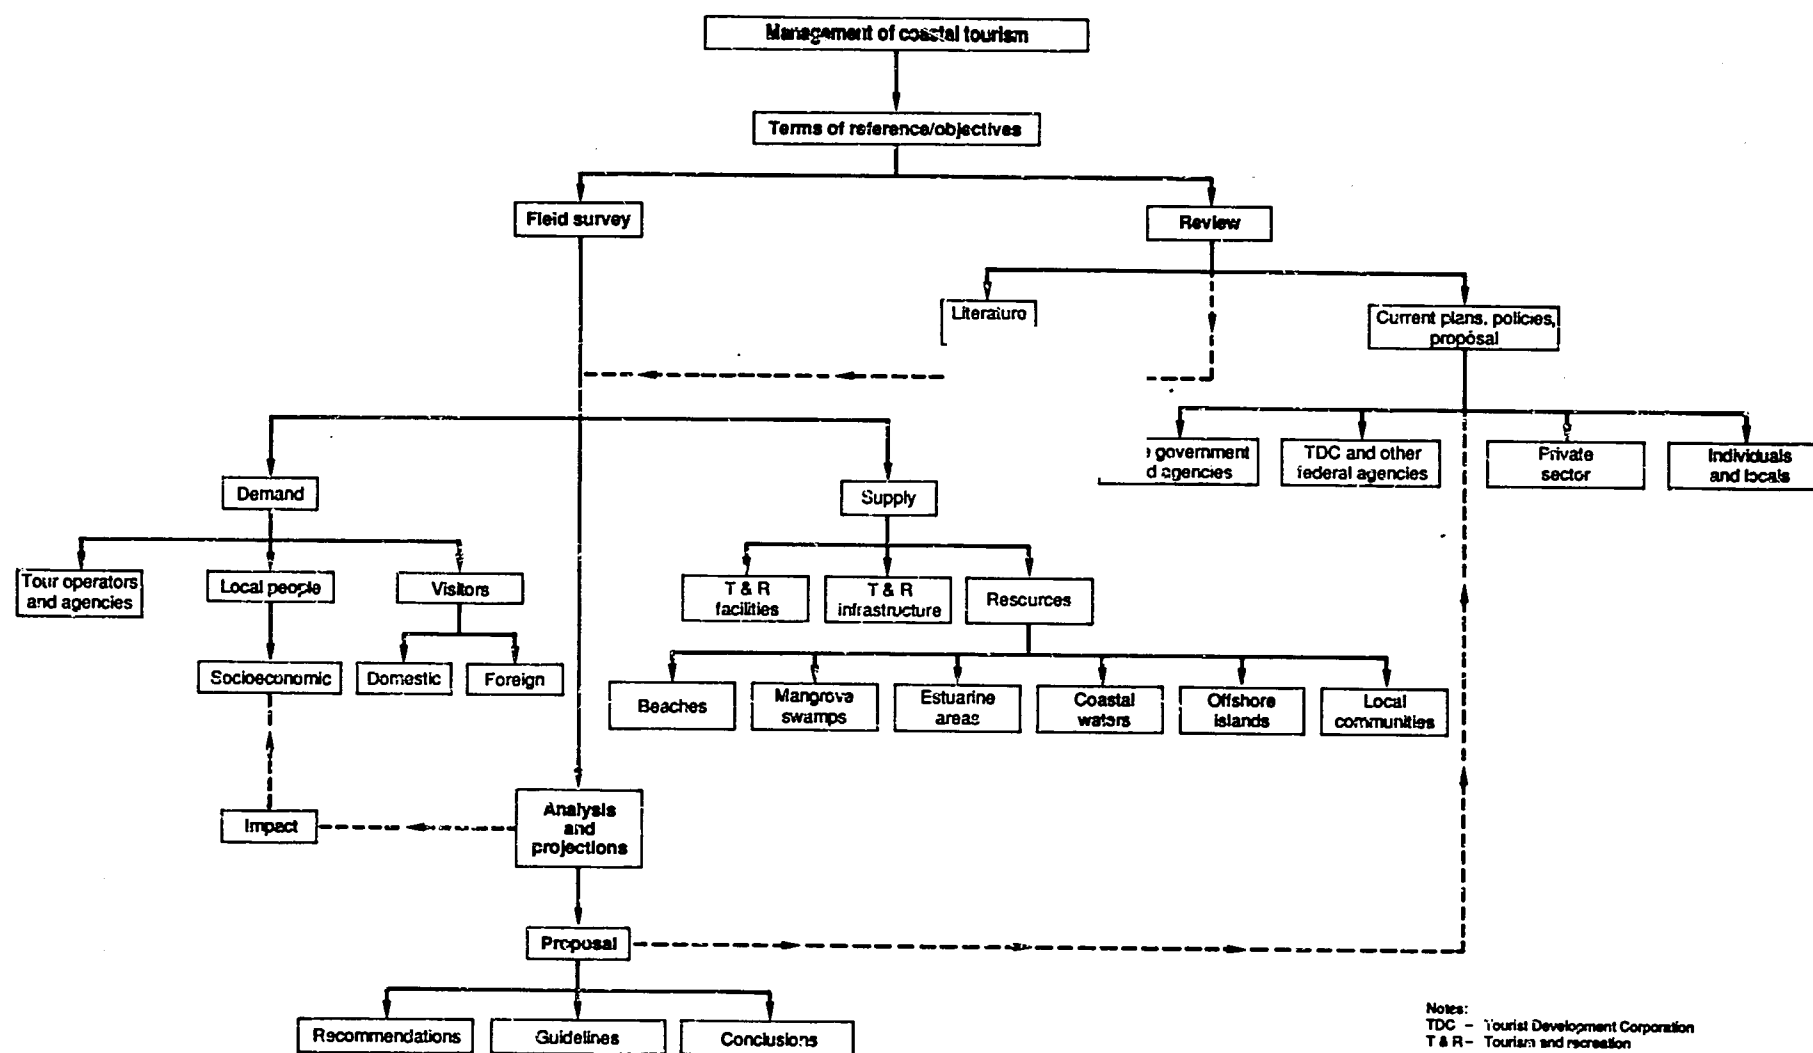 Management of coastal tourism
Terms of reference/objectives
Field survey
Review
Literature
Current plans, policies,
proposal
government
agencies
TDC and other
federal agencies
Private
sector
Individuals
and locals
Demand
Supply
Tour operators
and agencies
Local people
Visitors
T & R
facilities
T & R
infrastructure
Resources
Socioeconomic
Domestic
Foreign
Beaches
Mangrove
swamps
Estuarine
areas
Coastal
waters
Offshore
islands
Local
communities
Impact
Analysis
and
projections
Proposal
Recommendations
Guidelines
Conclusions
Notes:
TDC – Tourist Development Corporation
T & R – Tourism and recreation